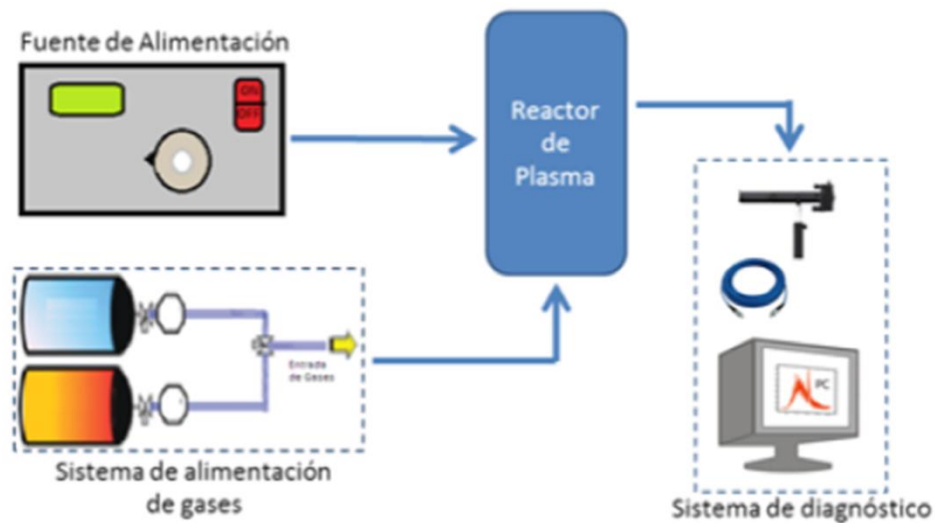 Fuente de Alimentación
ON
OFF
Reactor
de
Plasma
Entrada
de Gases
Sistema de alimentación
de gases
PC
Sistema de diagnóstico